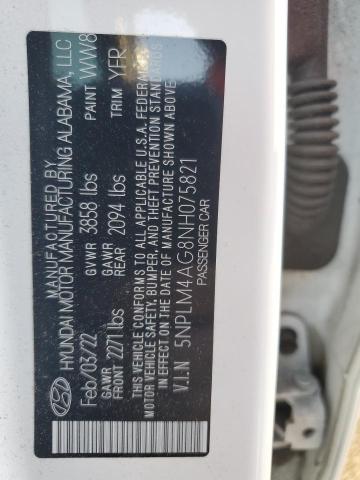 MANUFACTURED BY
HYUNDAI MOTOR MANUFACTURING ALABAMA, LLC
Feb/03/22 GVWR 3858 lbs PAINT WW8
GAWR FRONT 2271 lbs GAWR REAR 2094 lbs TRIM YFR
THIS VEHICLE CONFORMS TO ALL APPLICABLE U.S.A. FEDERAL
MOTOR VEHICLE SAFETY, BUMPER, AND THEFT PREVENTION STANDARDS
IN EFFECT ON THE DATE OF MANUFACTURE SHOWN ABOVE.
V.I.N 5NPLM4AG8NH075821
PASSENGER CAR